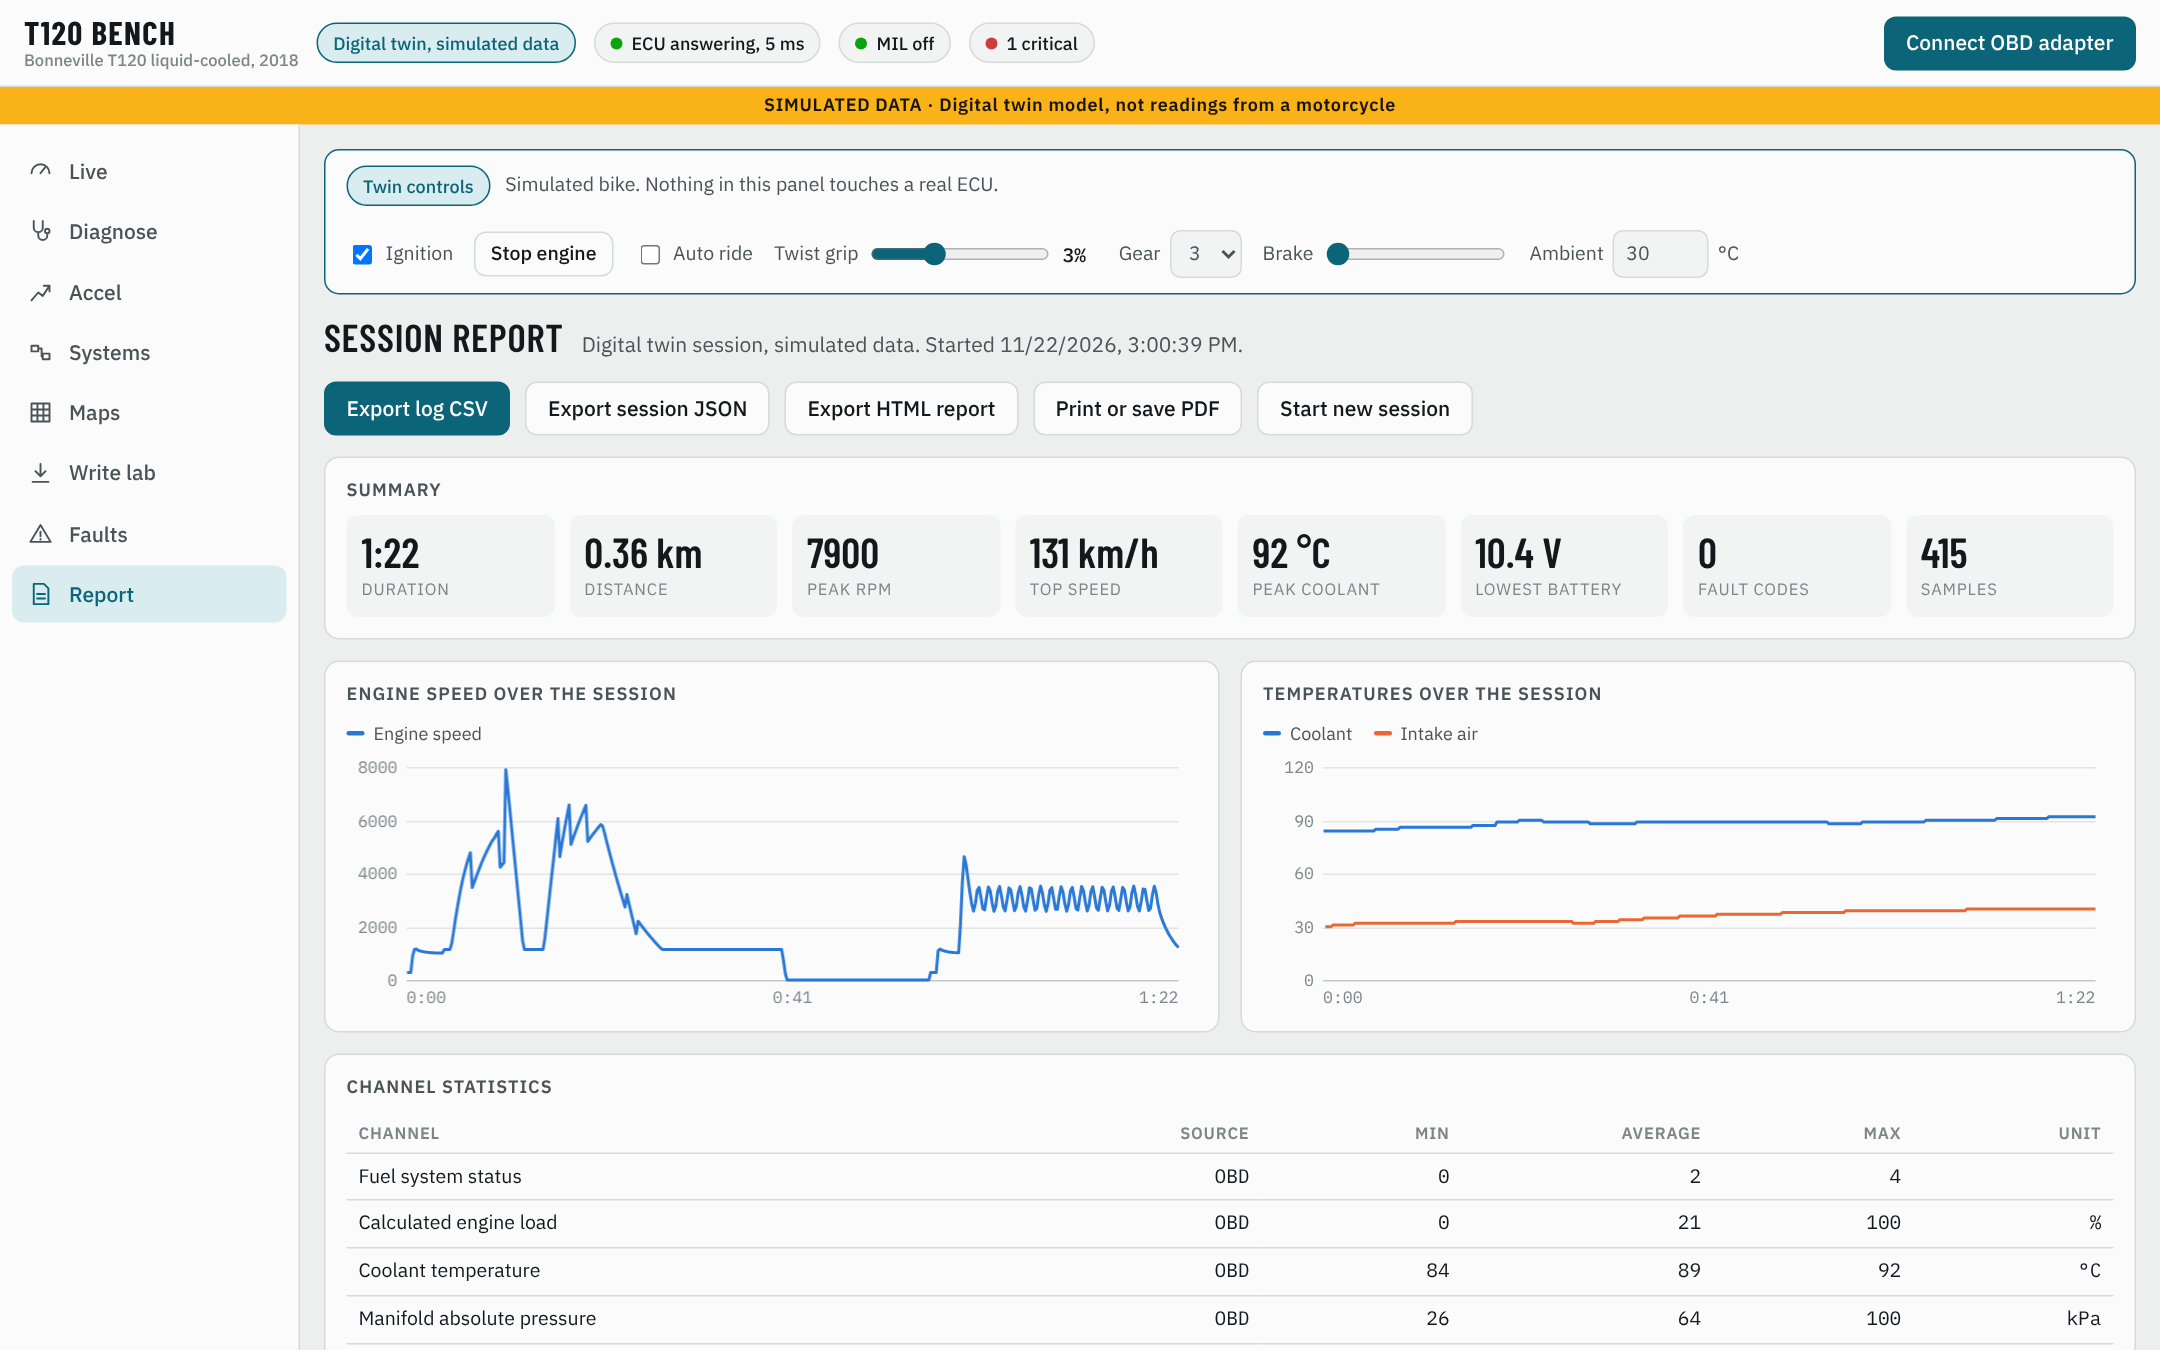 T120 BENCH
Bonneville T120 liquid-cooled, 2018
Digital twin, simulated data
ECU answering, 5 ms
MIL off
1 critical
Connect OBD adapter
SIMULATED DATA · Digital twin model, not readings from a motorcycle
Live
Diagnose
Accel
Systems
Maps
Write lab
Faults
Report
Twin controls
Simulated bike. Nothing in this panel touches a real ECU.
Ignition
Stop engine
Auto ride
Twist grip
3%
Gear
3
Brake
Ambient
30
°C
SESSION REPORT
Digital twin session, simulated data. Started 11/22/2026, 3:00:39 PM.
Export log CSV
Export session JSON
Export HTML report
Print or save PDF
Start new session
SUMMARY
1:22
DURATION
0.36 km
DISTANCE
7900
PEAK RPM
131 km/h
TOP SPEED
92 °C
PEAK COOLANT
10.4 V
LOWEST BATTERY
0
FAULT CODES
415
SAMPLES
ENGINE SPEED OVER THE SESSION
Engine speed
8000
6000
4000
2000
0
0:00 0:41 1:22
TEMPERATURES OVER THE SESSION
Coolant
Intake air
120
90
60
30
0
0:00 0:41 1:22
CHANNEL STATISTICS
CHANNEL SOURCE MIN AVERAGE MAX UNIT
Fuel system status OBD 0 2 4
Calculated engine load OBD 0 21 100 %
Coolant temperature OBD 84 89 92 °C
Manifold absolute pressure OBD 26 64 100 kPa